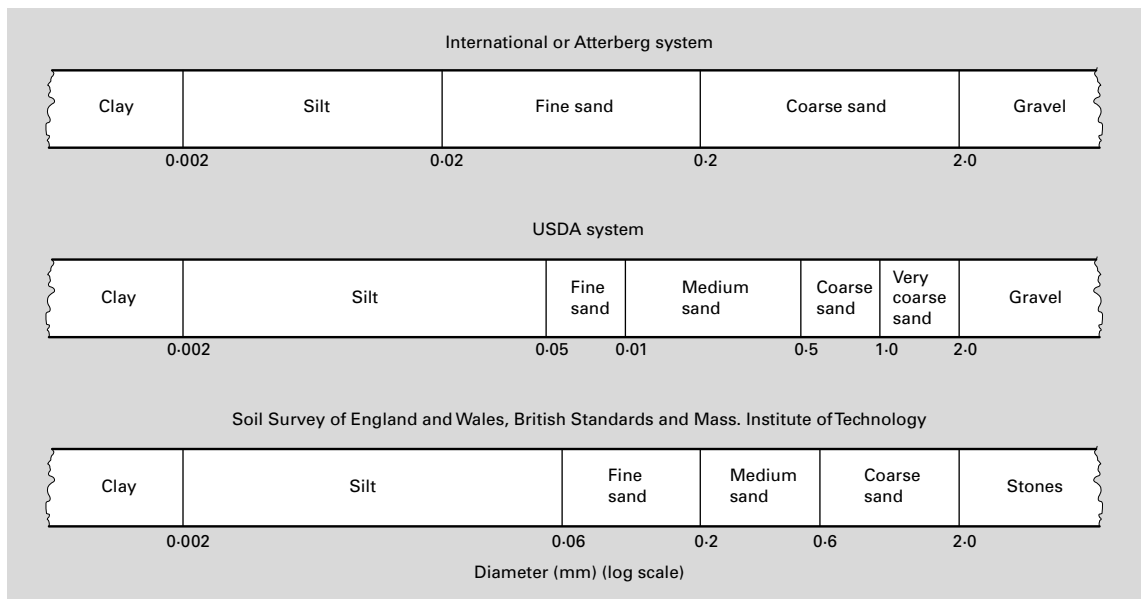 International or Atterberg system
Clay Silt Fine sand Coarse sand Gravel
0·002 0·02 0·2 2·0
USDA system
Clay Silt Fine sand Medium sand Coarse sand Very coarse sand Gravel
0·002 0·05 0·01 0·5 1·0 2·0
Soil Survey of England and Wales, British Standards and Mass. Institute of Technology
Clay Silt Fine sand Medium sand Coarse sand Stones
0·002 0·06 0·2 0·6 2·0
Diameter (mm) (log scale)